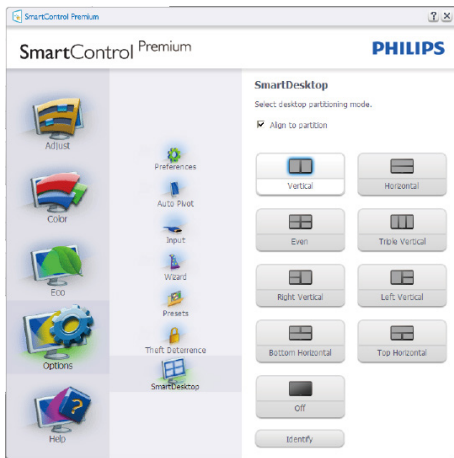 SmartControl Premium
SmartControl Premium
PHILIPS
Adjust
Color
Eco
Options
Help
Preferences
Auto Pivot
Input
Wizard
Presets
Theft Deterrence
SmartDesktop
SmartDesktop
Select desktop partitioning mode.
Align to partition
Vertical
Horizontal
Even
Triple Vertical
Right Vertical
Left Vertical
Bottom Horizontal
Top Horizontal
Off
Identify